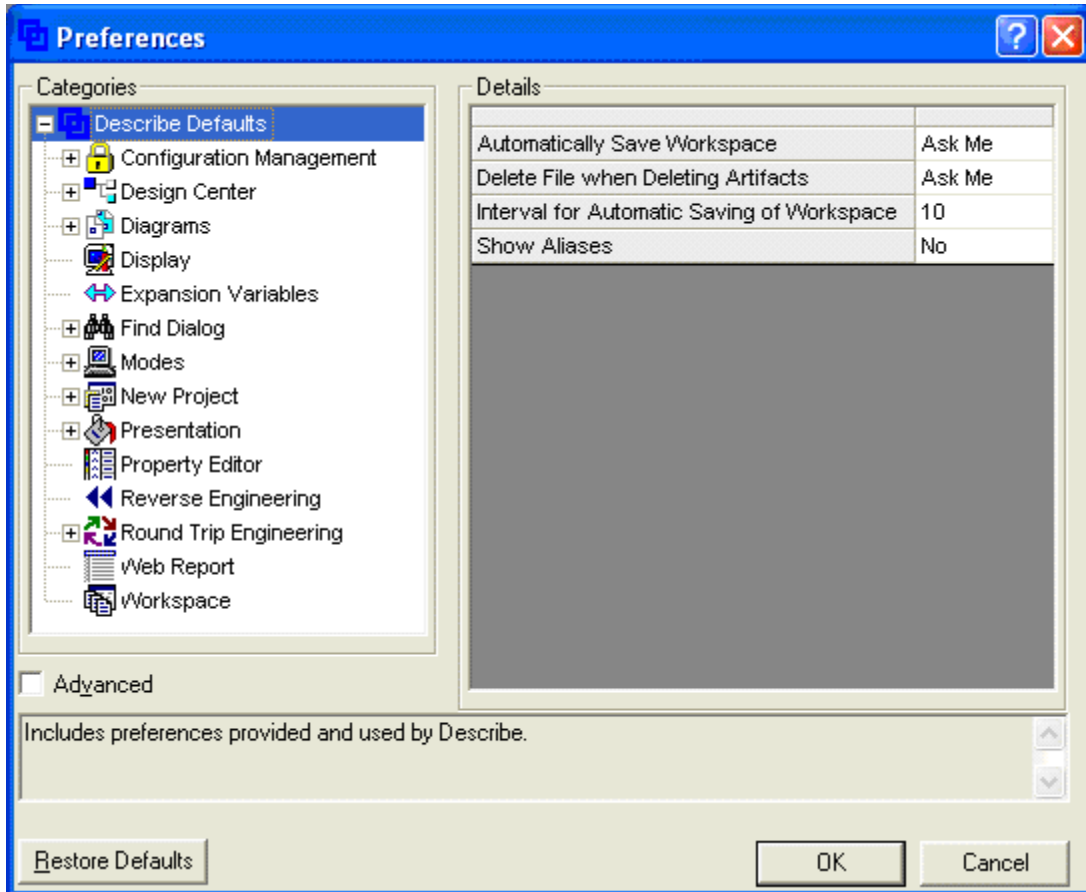 Preferences
Categories
Describe Defaults
Configuration Management
Design Center
Diagrams
Display
Expansion Variables
Find Dialog
Modes
New Project
Presentation
Property Editor
Reverse Engineering
Round Trip Engineering
Web Report
Workspace
Advanced
Details
Automatically Save Workspace Ask Me
Delete File when Deleting Artifacts Ask Me
Interval for Automatic Saving of Workspace 10
Show Aliases No
Includes preferences provided and used by Describe.
Restore Defaults OK Cancel